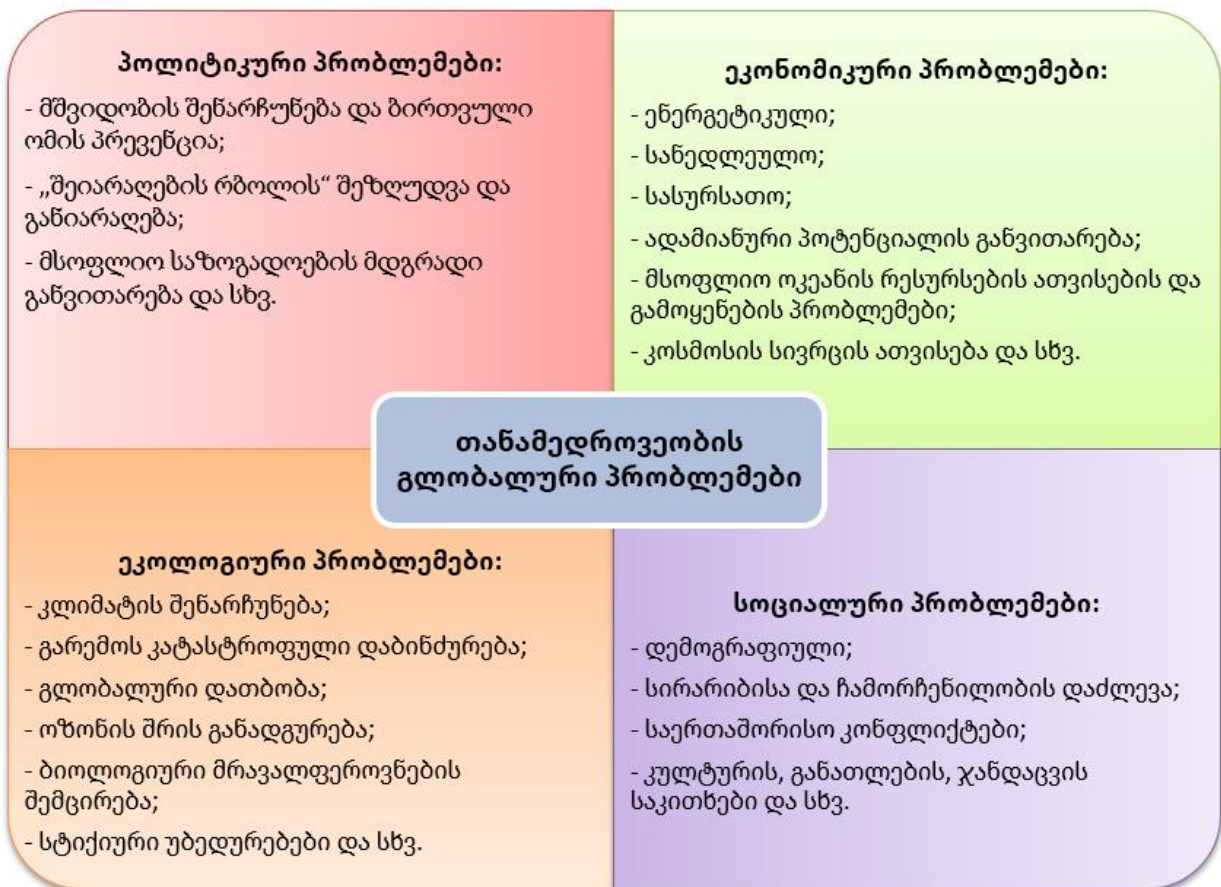 პოლიტიკური პრობლემები:
- მშვიდობის შენარჩუნება და ბირთვული
ომის პრევენცია;
- „შეიარაღების რბოლის“ შეზღუდვა და
განიარაღება;
- მსოფლიო საზოგადოების მდგრადი
განვითარება და სხვ.
ეკონომიკური პრობლემები:
- ენერგეტიკული;
- სანედლეულო;
- სასურსათო;
- ადამიანური პოტენციალის განვითარება;
- მსოფლიო ოკეანის რესურსების ათვისების და
გამოყენების პრობლემები;
- კოსმოსის სივრცის ათვისება და სხვ.
თანამედროვეობის
გლობალური პრობლემები
ეკოლოგიური პრობლემები:
- კლიმატის შენარჩუნება;
- გარემოს კატასტროფული დაბინძურება;
- გლობალური დათბობა;
- ოზონის შრის განადგურება;
- ბიოლოგიური მრავალფეროვნების
შემცირება;
- სტიქიური უბედურებები და სხვ.
სოციალური პრობლემები:
- დემოგრაფიული;
- სირარიბისა და ჩამორჩენილობის დაძლევა;
- საერთაშორისო კონფლიქტები;
- კულტურის, განათლების, ჯანდაცვის
საკითხები და სხვ.